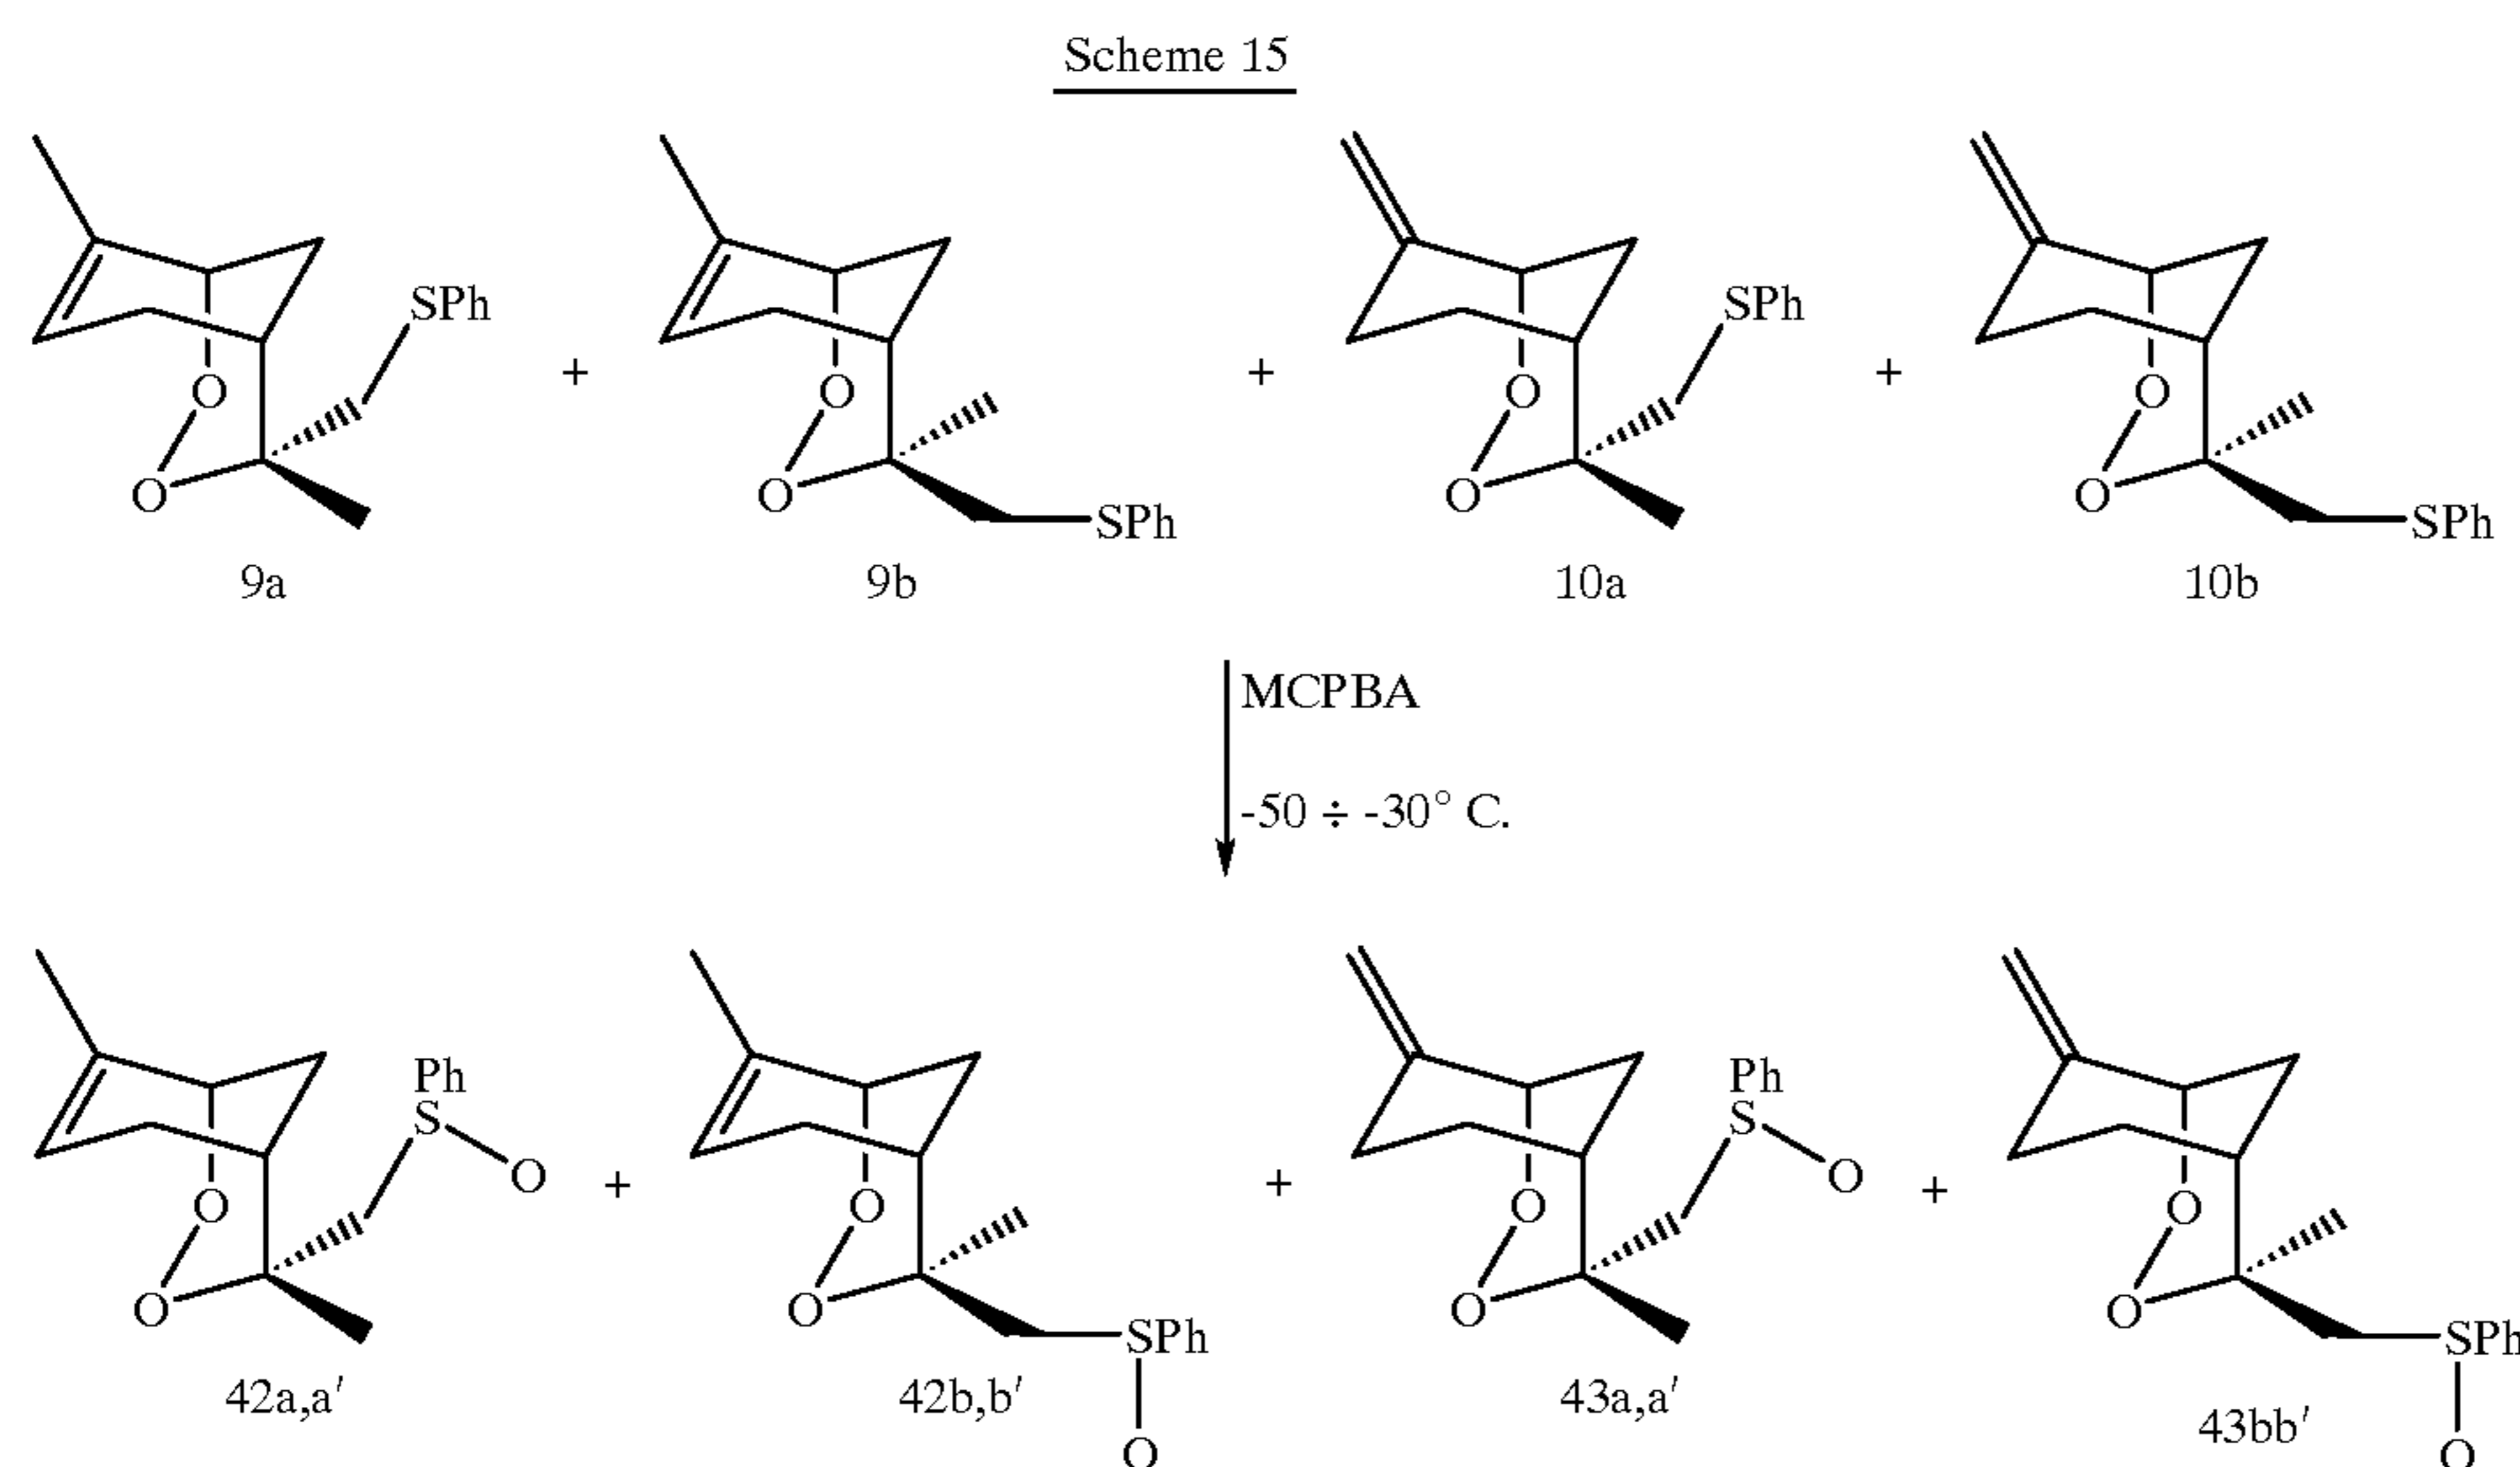 Scheme 15
SPh
O
O
9a
+
O
O
SPh
9b
+
SPh
O
O
10a
+
O
O
SPh
10b
MCPBA
-50 ÷ -30° C.
Ph
S
O
O
O
42a,a′
+
O
O
SPh
O
42b,b′
+
Ph
S
O
O
O
43a,a′
+
O
O
SPh
O
43bb′